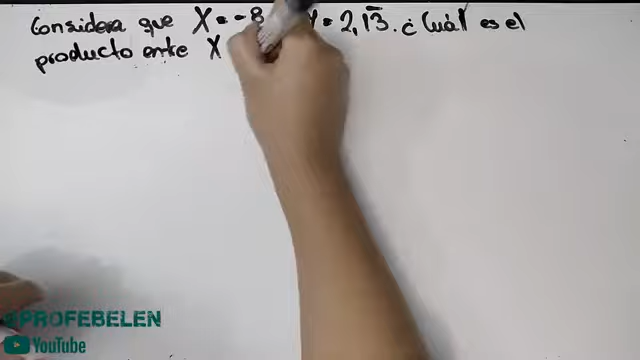 Considera que X = -8 Y = 2,1̅3̅. ¿Cuál es el
producto entre X
@PROFEBELEN
YouTube